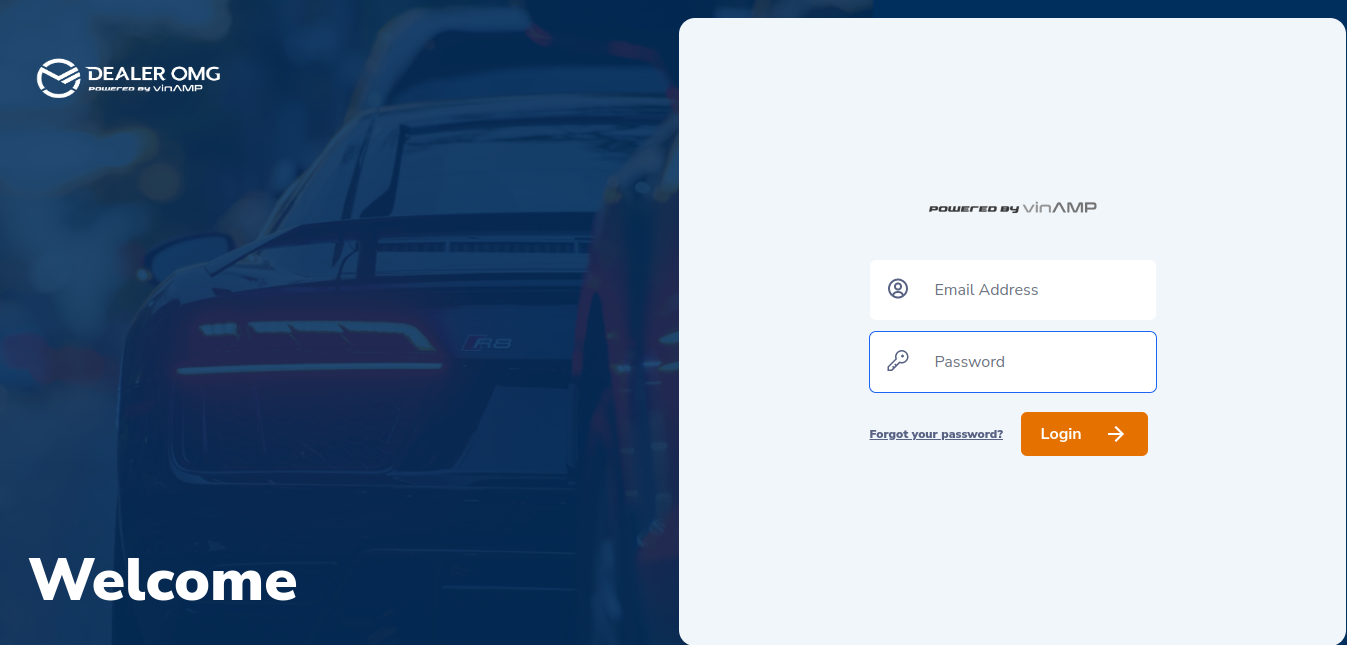 DEALER OMG
POWERED BY vinAMP
R8
Welcome
POWERED BY vinAMP
Email Address
Password
Forgot your password?
Login